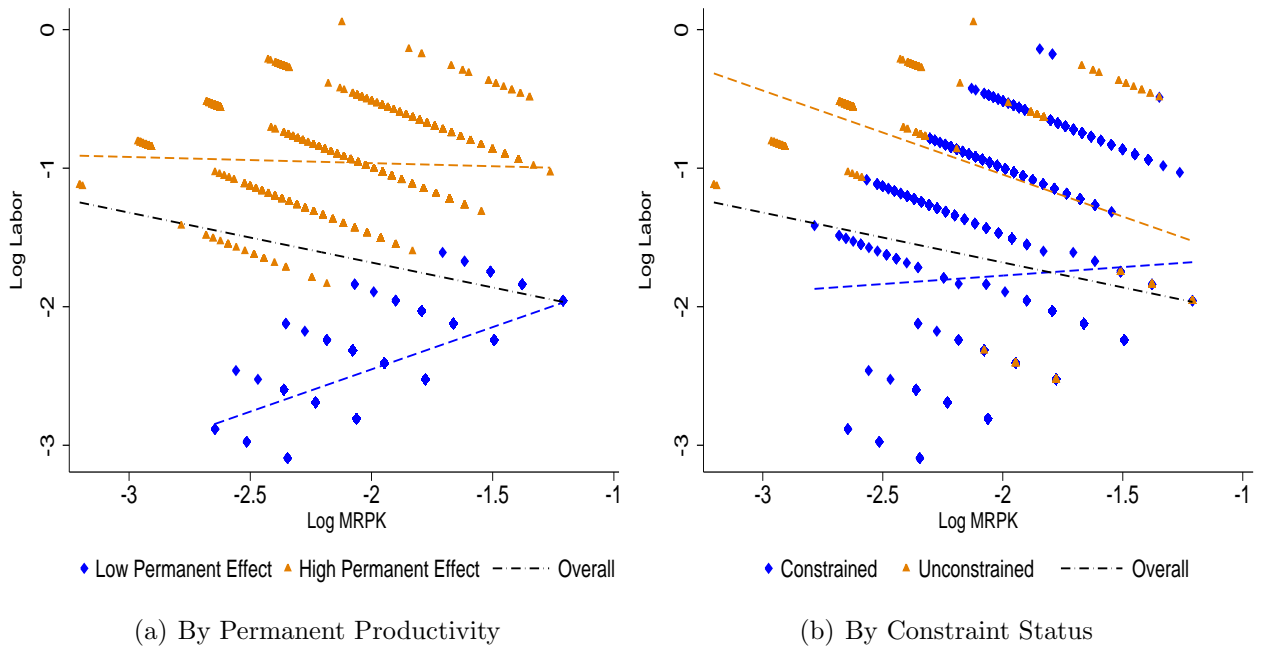 0
-1
-2
-3
Log Labor
-3
-2.5
-2
-1.5
-1
Log MRPK
Low Permanent Effect
High Permanent Effect
Overall
(a) By Permanent Productivity
0
-1
-2
-3
Log Labor
-3
-2.5
-2
-1.5
-1
Log MRPK
Constrained
Unconstrained
Overall
(b) By Constraint Status